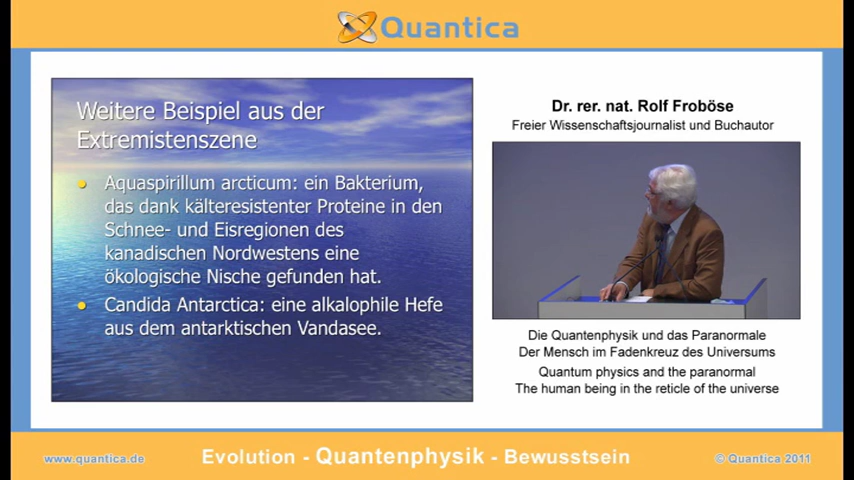 Quantica
Weitere Beispiel aus der
Extremistenszene
Aquaspirillum arcticum: ein Bakterium,
das dank kälteresistenter Proteine in den
Schnee- und Eisregionen des
kanadischen Nordwestens eine
ökologische Nische gefunden hat.
Candida Antarctica: eine alkalophile Hefe
aus dem antarktischen Vandasee.
Dr. rer. nat. Rolf Froböse
Freier Wissenschaftsjournalist und Buchautor
Die Quantenphysik und das Paranormale
Der Mensch im Fadenkreuz des Universums
Quantum physics and the paranormal
The human being in the reticle of the universe
www.quantica.de
Evolution - Quantenphysik - Bewusstsein
© Quantica 2011